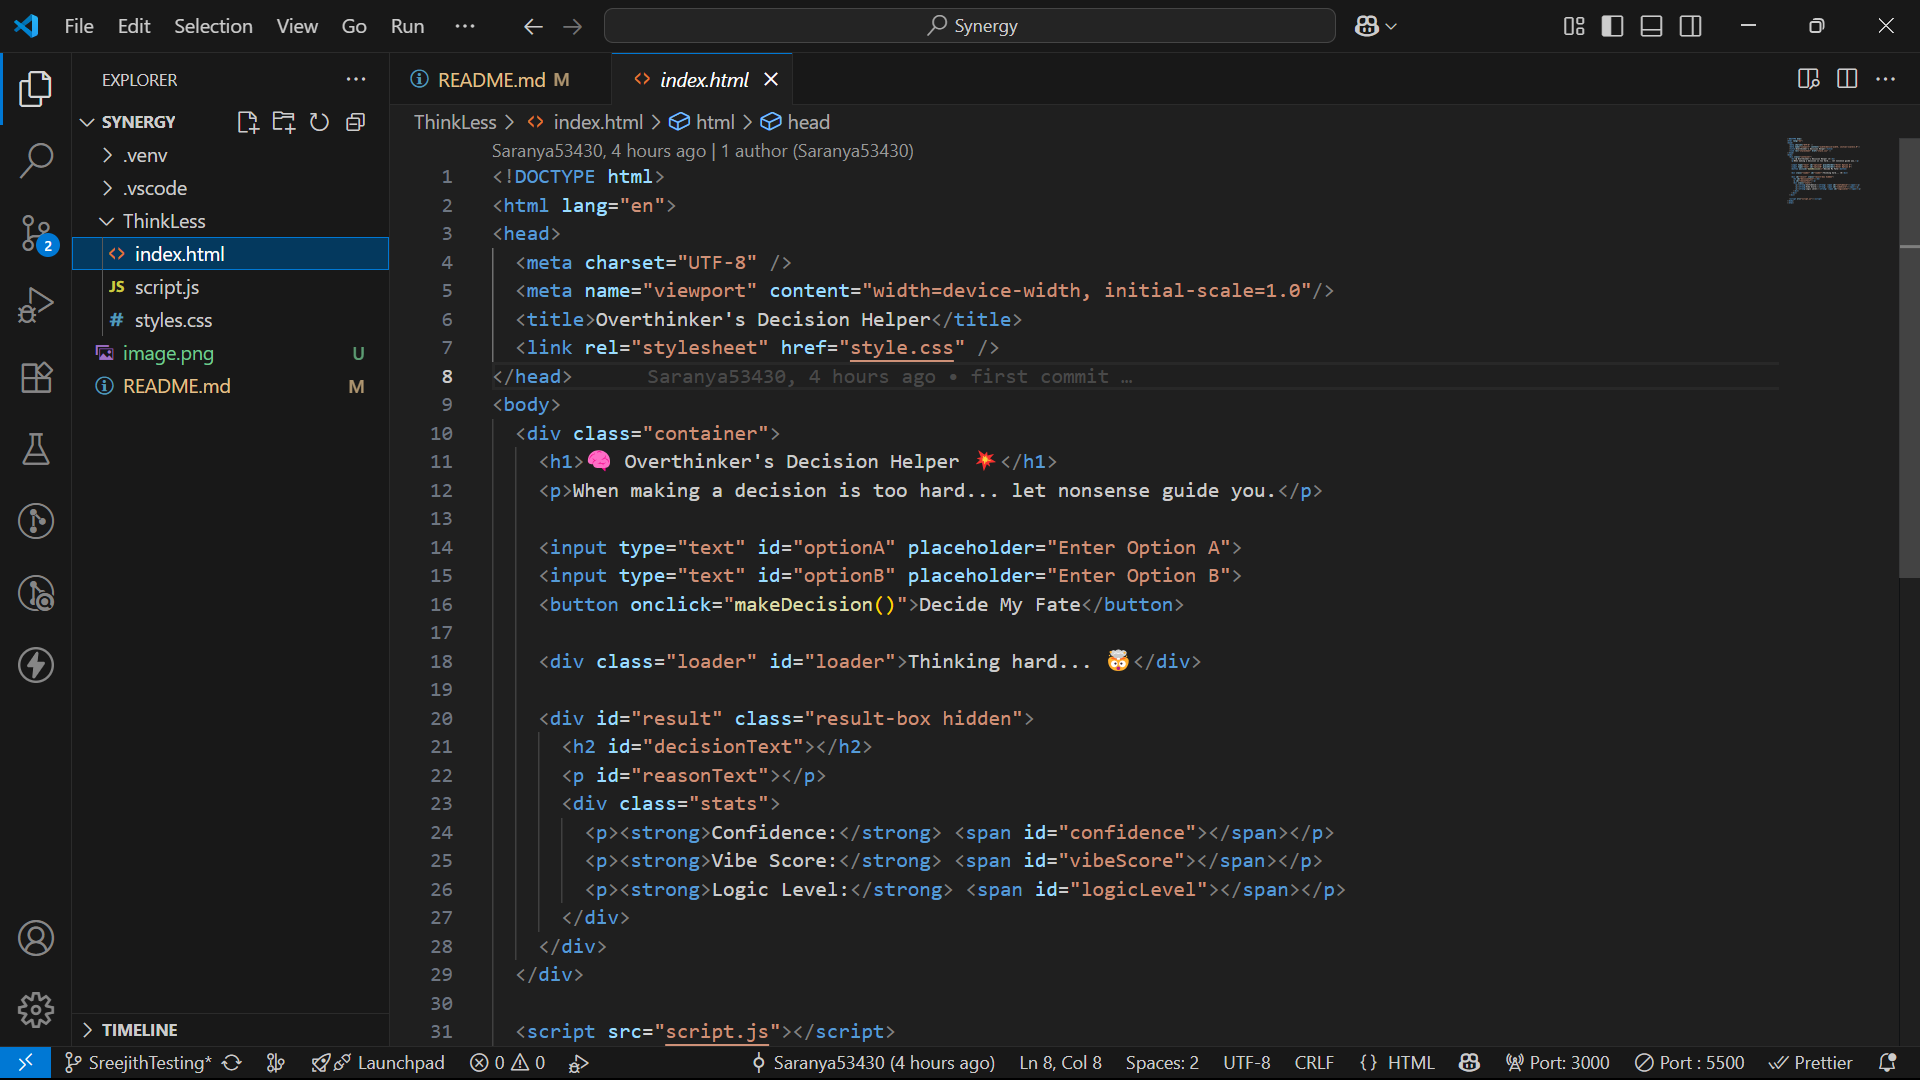 File Edit Selection View Go Run ··· Synergy
EXPLORER ···
SYNERGY
.venv
.vscode
ThinkLess
<> index.html
JS script.js
# styles.css
image.png U
README.md M
TIMELINE
2
README.md M
<> index.html
ThinkLess > <> index.html > html > head
Saranya53430, 4 hours ago | 1 author (Saranya53430)
1 <!DOCTYPE html>
2 <html lang="en">
3 <head>
4 <meta charset="UTF-8" />
5 <meta name="viewport" content="width=device-width, initial-scale=1.0"/>
6 <title>Overthinker's Decision Helper</title>
7 <link rel="stylesheet" href="style.css" />
8 </head> Saranya53430, 4 hours ago • first commit …
9 <body>
10 <div class="container">
11 <h1>🧠 Overthinker's Decision Helper 💥</h1>
12 <p>When making a decision is too hard... let nonsense guide you.</p>
13
14 <input type="text" id="optionA" placeholder="Enter Option A">
15 <input type="text" id="optionB" placeholder="Enter Option B">
16 <button onclick="makeDecision()">Decide My Fate</button>
17
18 <div class="loader" id="loader">Thinking hard... 🤯</div>
19
20 <div id="result" class="result-box hidden">
21 <h2 id="decisionText"></h2>
22 <p id="reasonText"></p>
23 <div class="stats">
24 <p><strong>Confidence:</strong> <span id="confidence"></span></p>
25 <p><strong>Vibe Score:</strong> <span id="vibeScore"></span></p>
26 <p><strong>Logic Level:</strong> <span id="logicLevel"></span></p>
27 </div>
28 </div>
29 </div>
30
31 <script src="script.js"></script>
SreejithTesting* Launchpad 0 0 Saranya53430 (4 hours ago) Ln 8, Col 8 Spaces: 2 UTF-8 CRLF {} HTML Port: 3000 Port : 5500 Prettier